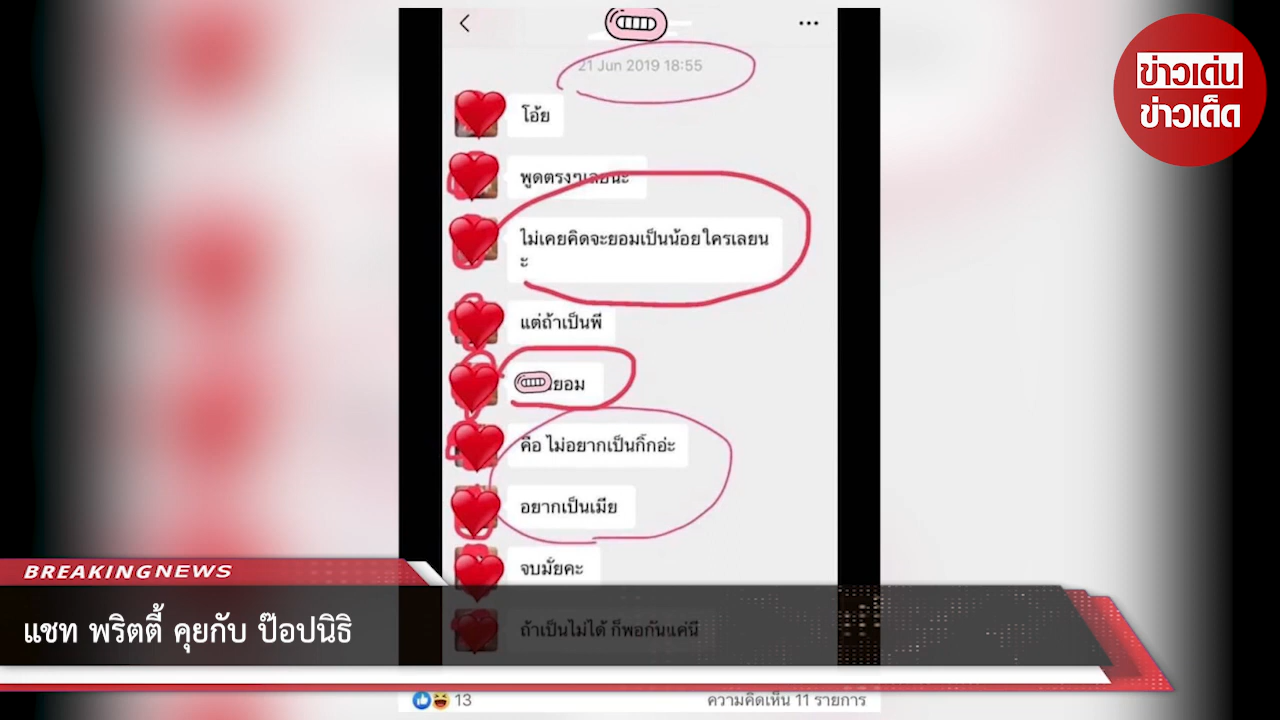 21 Jun 2019 18:55
ข่าวเด่น
ข่าวเด็ด
โอ้ย
พูดตรงๆเลยนะ
ไม่เคยคิดจะยอมเป็นน้อยใครเลยน
ะ
แต่ถ้าเป็นพี่
ยอม
คือ ไม่อยากเป็นกิ๊กอ่ะ
อยากเป็นเมีย
จบมั้ยคะ
BREAKING NEWS
แชท พริตตี้ คุยกับ ป๊อปนิธิ
ถ้าเป็นไม่ได้ ก็พอกันแค่นี้
13
ความคิดเห็น 11 รายการ